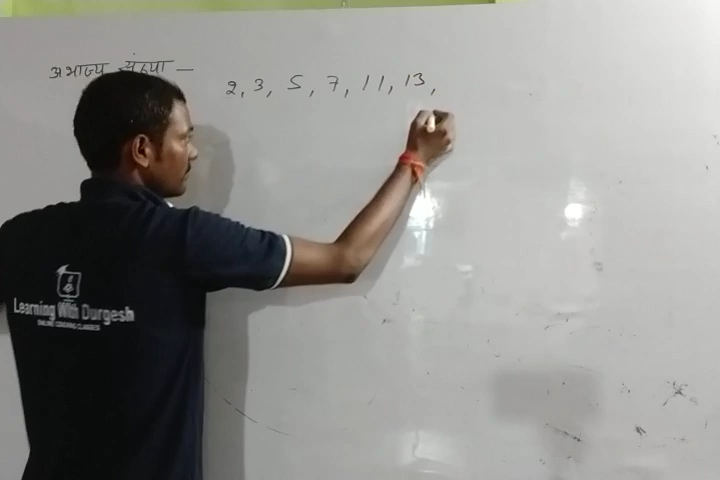 अभाज्य संख्या — 2, 3, 5, 7, 11, 13,
Learning With Durgesh
ONLINE COACHING CLASSES